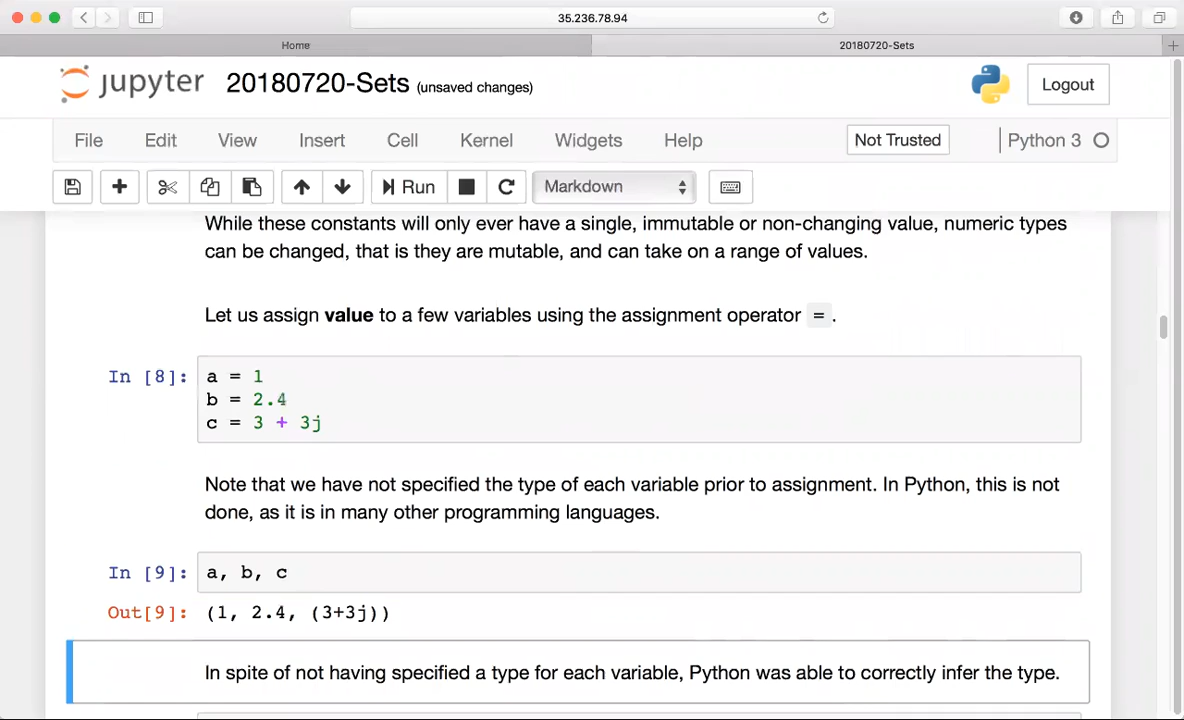 35.236.78.94
Home
20180720-Sets
+
jupyter 20180720-Sets (unsaved changes)
Logout
File Edit View Insert Cell Kernel Widgets Help Not Trusted Python 3
Run Markdown
While these constants will only ever have a single, immutable or non-changing value, numeric types
can be changed, that is they are mutable, and can take on a range of values.
Let us assign value to a few variables using the assignment operator = .
In [8]: a = 1
b = 2.4
c = 3 + 3j
Note that we have not specified the type of each variable prior to assignment. In Python, this is not
done, as it is in many other programming languages.
In [9]: a, b, c
Out[9]: (1, 2.4, (3+3j))
In spite of not having specified a type for each variable, Python was able to correctly infer the type.